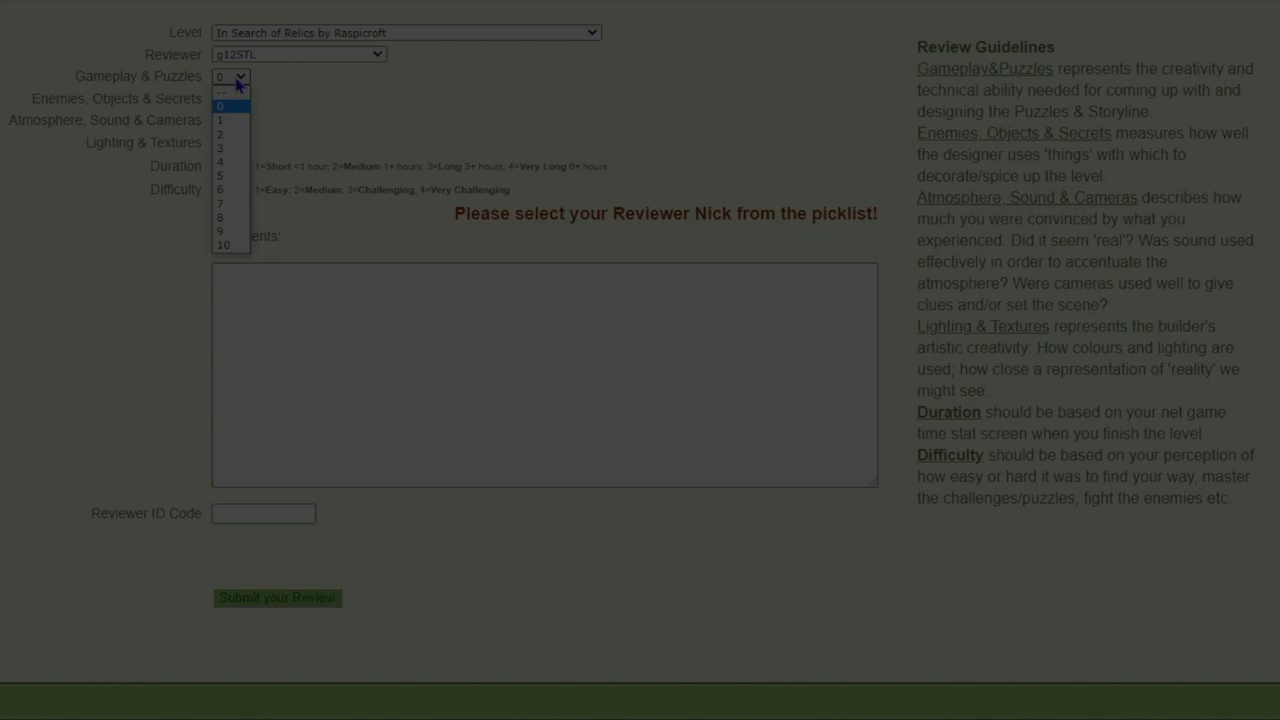 Level In Search of Relics by Raspicroft
Reviewer g12STL
Gameplay & Puzzles 0
--
0
1
2
3
4
5
6
7
8
9
10
Enemies, Objects & Secrets
Atmosphere, Sound & Cameras
Lighting & Textures
Duration 1=Short <1 hour; 2=Medium 1+ hours; 3=Long 3+ hours; 4=Very Long 6+ hours
Difficulty 1=Easy; 2=Medium; 3=Challenging; 4=Very Challenging
Please select your Reviewer Nick from the picklist!
ents:
Reviewer ID Code
Submit your Review
Review Guidelines
Gameplay&Puzzles represents the creativity and
technical ability needed for coming up with and
designing the Puzzles & Storyline
Enemies, Objects & Secrets measures how well
the designer uses 'things' with which to
decorate/spice up the level.
Atmosphere, Sound & Cameras describes how
much you were convinced by what you
experienced. Did it seem 'real'? Was sound used
effectively in order to accentuate the
atmosphere? Were cameras used well to give
clues and/or set the scene?
Lighting & Textures represents the builder's
artistic creativity: How colours and lighting are
used; how close a representation of 'reality' we
might see.
Duration should be based on your net game
time stat screen when you finish the level
Difficulty should be based on your perception of
how easy or hard it was to find your way, master
the challenges/puzzles, fight the enemies etc.